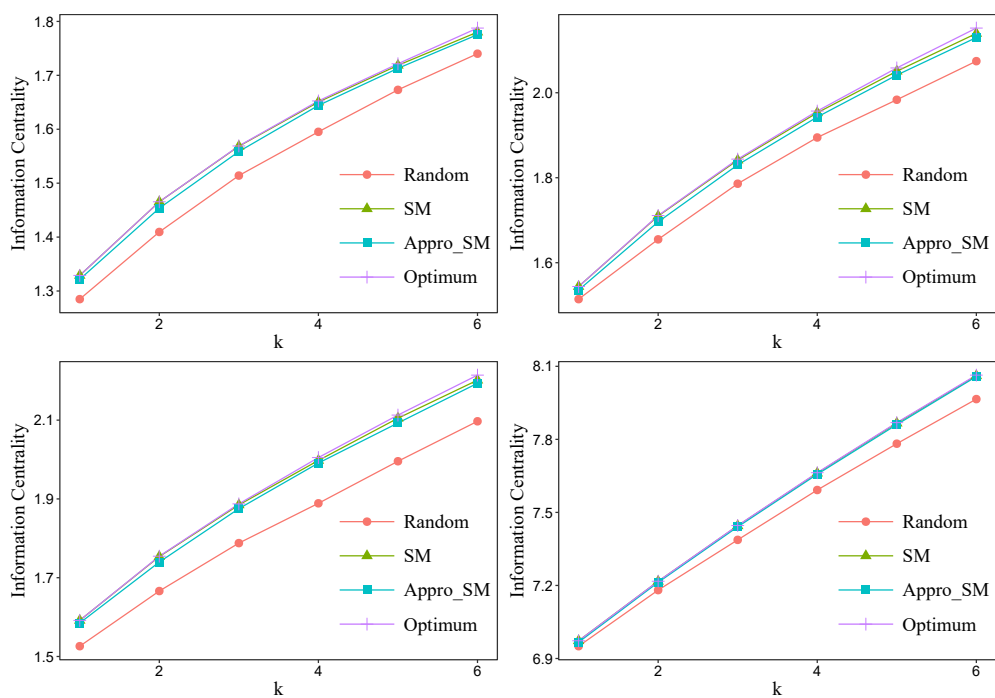 Information Centrality
1.8
1.7
1.6
1.5
1.4
1.3
Random
SM
Appro_SM
Optimum
2
4
6
k
Information Centrality
2.0
1.8
1.6
Random
SM
Appro_SM
Optimum
2
4
6
k
Information Centrality
2.1
1.9
1.7
1.5
Random
SM
Appro_SM
Optimum
2
4
6
k
Information Centrality
8.1
7.8
7.5
7.2
6.9
Random
SM
Appro_SM
Optimum
2
4
6
k